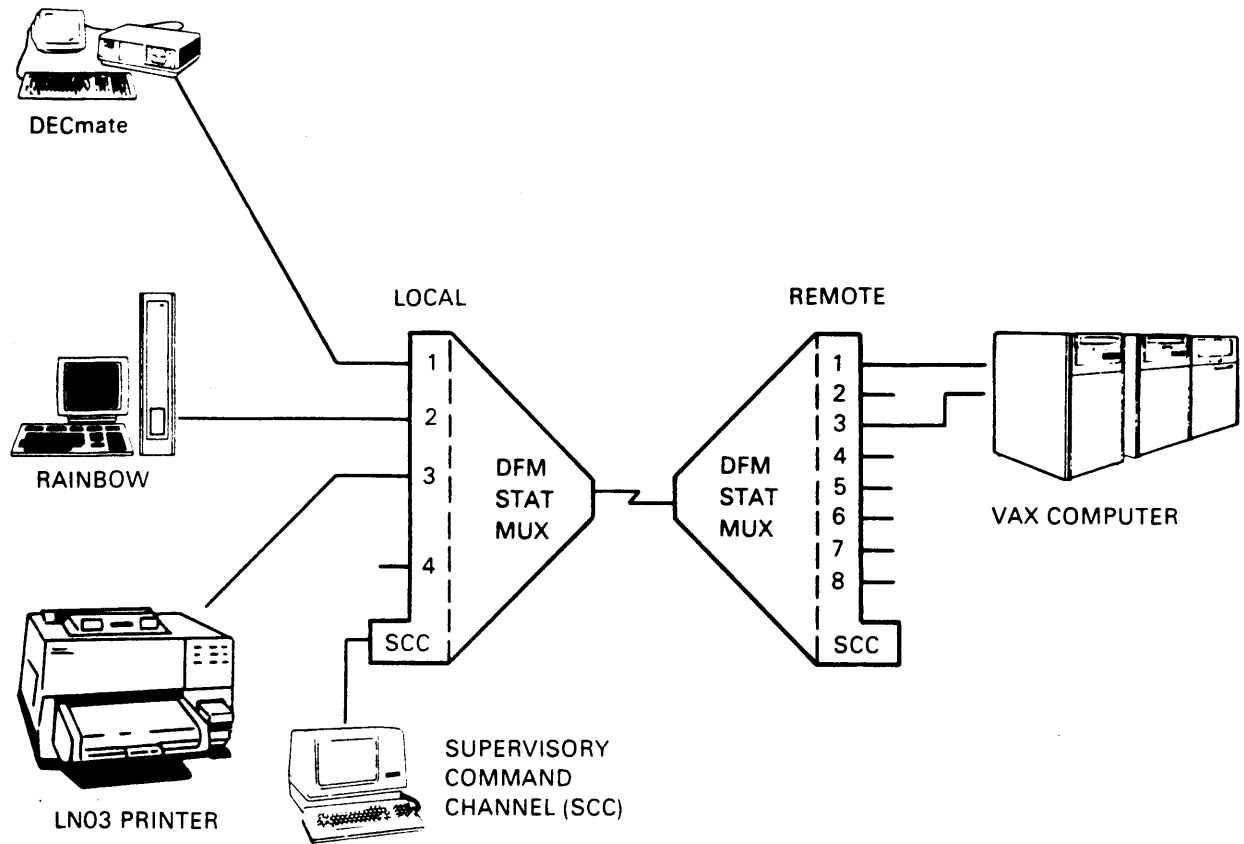 DECmate
RAINBOW
LN03 PRINTER
LOCAL
1
2
3
4
SCC
DFM
STAT
MUX
SUPERVISORY
COMMAND
CHANNEL (SCC)
REMOTE
DFM
STAT
MUX
1
2
3
4
5
6
7
8
SCC
VAX COMPUTER